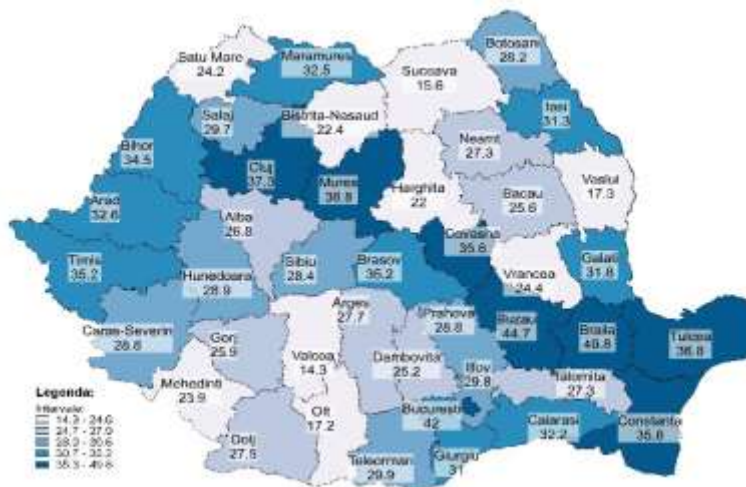 Satu Mare
24.2
Maramures
32.5
Suceava
15.6
Botosani
28.2
Iasi
31.3
Salaj
29.7
Bistrita-Nasaud
22.4
Neamt
27.3
Bihor
34.5
Cluj
37.3
Mures
Harghita
22
Bacau
25.6
Vaslui
17.3
Arad
32.6
Alba
26.8
Covasna
35.6
Timis
35.2
Hunedoara
28.9
Sibiu
28.4
Brasov
35.2
Vrancea
24.4
Galati
31.8
Caras-Severin
28.8
Gorj
25.9
Valcea
14.3
Arges
27.7
Prahova
28.8
Dambovita
25.2
Buzau
44.7
Braila
49.8
Tulcea
36.8
Mehedinti
23.9
Dolj
27.5
Olt
17.2
Ilfov
29.8
Bucuresti
42
Ialomita
27.3
Calarasi
32.2
Constanta
35.8
Teleorman
29.9
Giurgiu
31
Legenda:
Intervale: